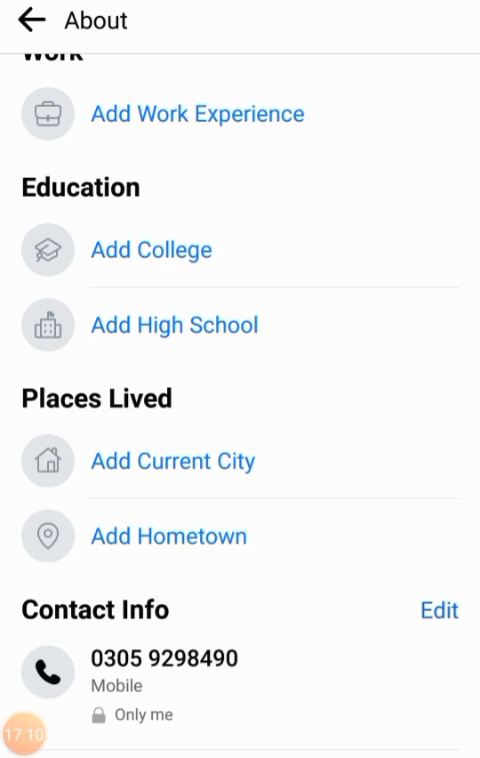 About
Work
Add Work Experience
Education
Add College
Add High School
Places Lived
Add Current City
Add Hometown
Contact Info
Edit
0305 9298490
Mobile
Only me
17:10